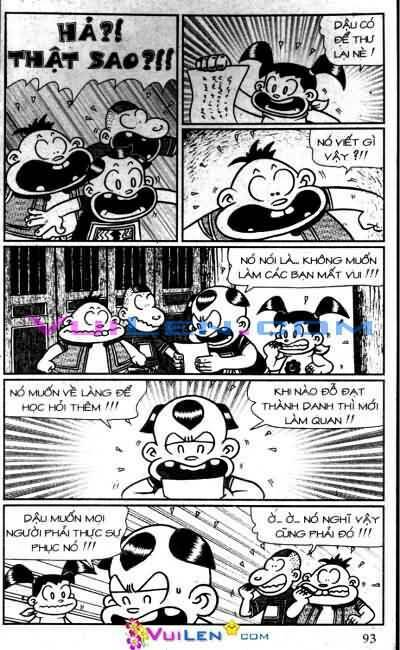 HẢ?!
THẬT SAO?!!
DẬU CÓ
ĐỂ THƯ
LẠI NÈ!
NÓ VIẾT GÌ
VẬY?!!
NÓ NÓI LÀ... KHÔNG MUỐN
LÀM CÁC BẠN MẤT VUI!!!
VUILEN.COM
NÓ MUỐN VỀ LÀNG ĐỂ
HỌC HỎI THÊM!!!
KHI NÀO ĐỖ ĐẠT
THÀNH DANH THÌ MỚI
LÀM QUAN!!
DẬU MUỐN MỌI
NGƯỜI PHẢI THỰC SỰ
PHỤC NÓ!!!
Ờ.. Ờ... NÓ NGHĨ VẬY
CŨNG PHẢI ĐÓ!!!
93
VUILEN.COM